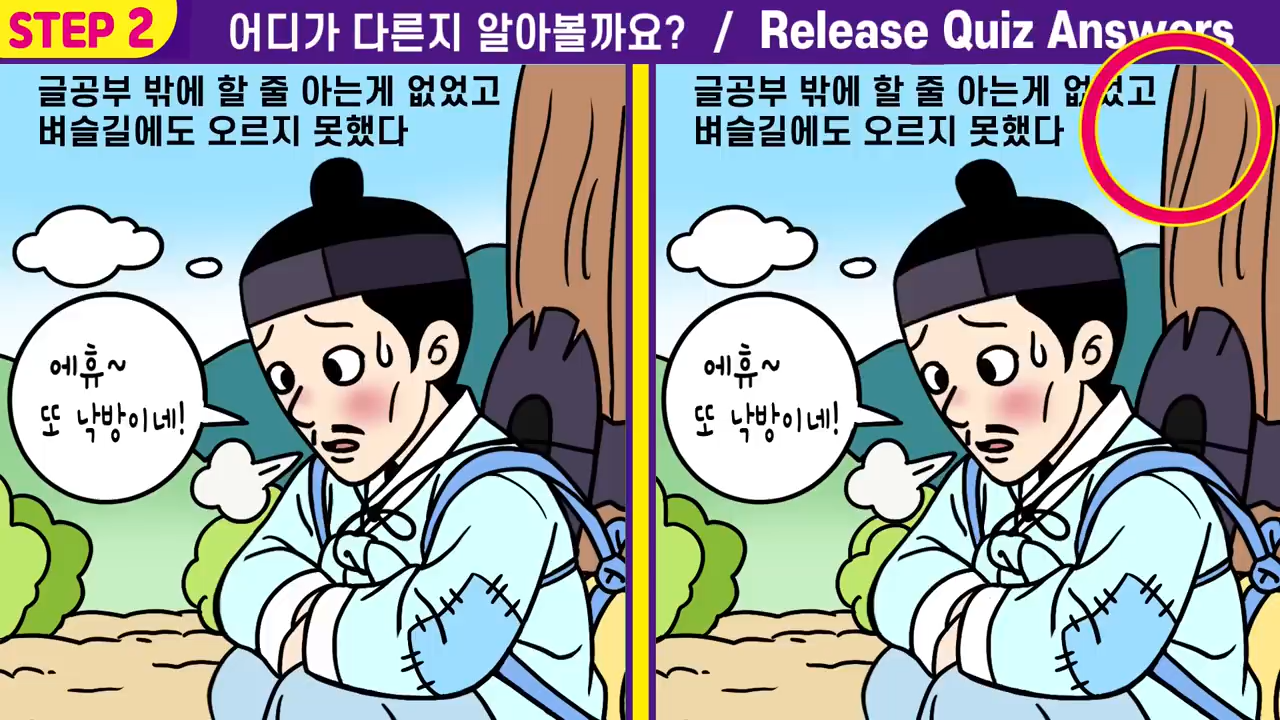 STEP 2
어디가 다른지 알아볼까요? / Release Quiz Answers
글공부 밖에 할 줄 아는게 없었고
벼슬길에도 오르지 못했다
에휴~
또 낙방이네!
글공부 밖에 할 줄 아는게 없었고
벼슬길에도 오르지 못했다
에휴~
또 낙방이네!